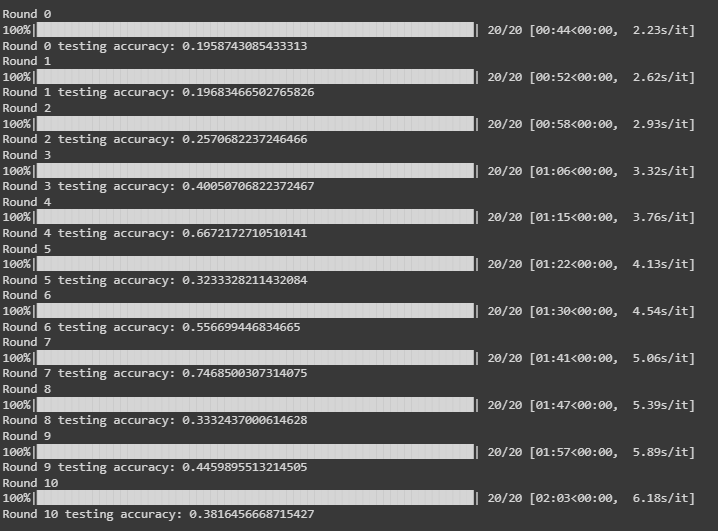 Round 0
100%| | 20/20 [00:44<00:00, 2.23s/it]
Round 0 testing accuracy: 0.1958743085433313
Round 1
100%| | 20/20 [00:52<00:00, 2.62s/it]
Round 1 testing accuracy: 0.19683466502765826
Round 2
100%| | 20/20 [00:58<00:00, 2.93s/it]
Round 2 testing accuracy: 0.2570682237246466
Round 3
100%| | 20/20 [01:06<00:00, 3.32s/it]
Round 3 testing accuracy: 0.40050706822372467
Round 4
100%| | 20/20 [01:15<00:00, 3.76s/it]
Round 4 testing accuracy: 0.6672172710510141
Round 5
100%| | 20/20 [01:22<00:00, 4.13s/it]
Round 5 testing accuracy: 0.3233328211432084
Round 6
100%| | 20/20 [01:30<00:00, 4.54s/it]
Round 6 testing accuracy: 0.556699446834665
Round 7
100%| | 20/20 [01:41<00:00, 5.06s/it]
Round 7 testing accuracy: 0.7468500307314075
Round 8
100%| | 20/20 [01:47<00:00, 5.39s/it]
Round 8 testing accuracy: 0.3332437000614628
Round 9
100%| | 20/20 [01:57<00:00, 5.89s/it]
Round 9 testing accuracy: 0.4459895513214505
Round 10
100%| | 20/20 [02:03<00:00, 6.18s/it]
Round 10 testing accuracy: 0.3816456668715427